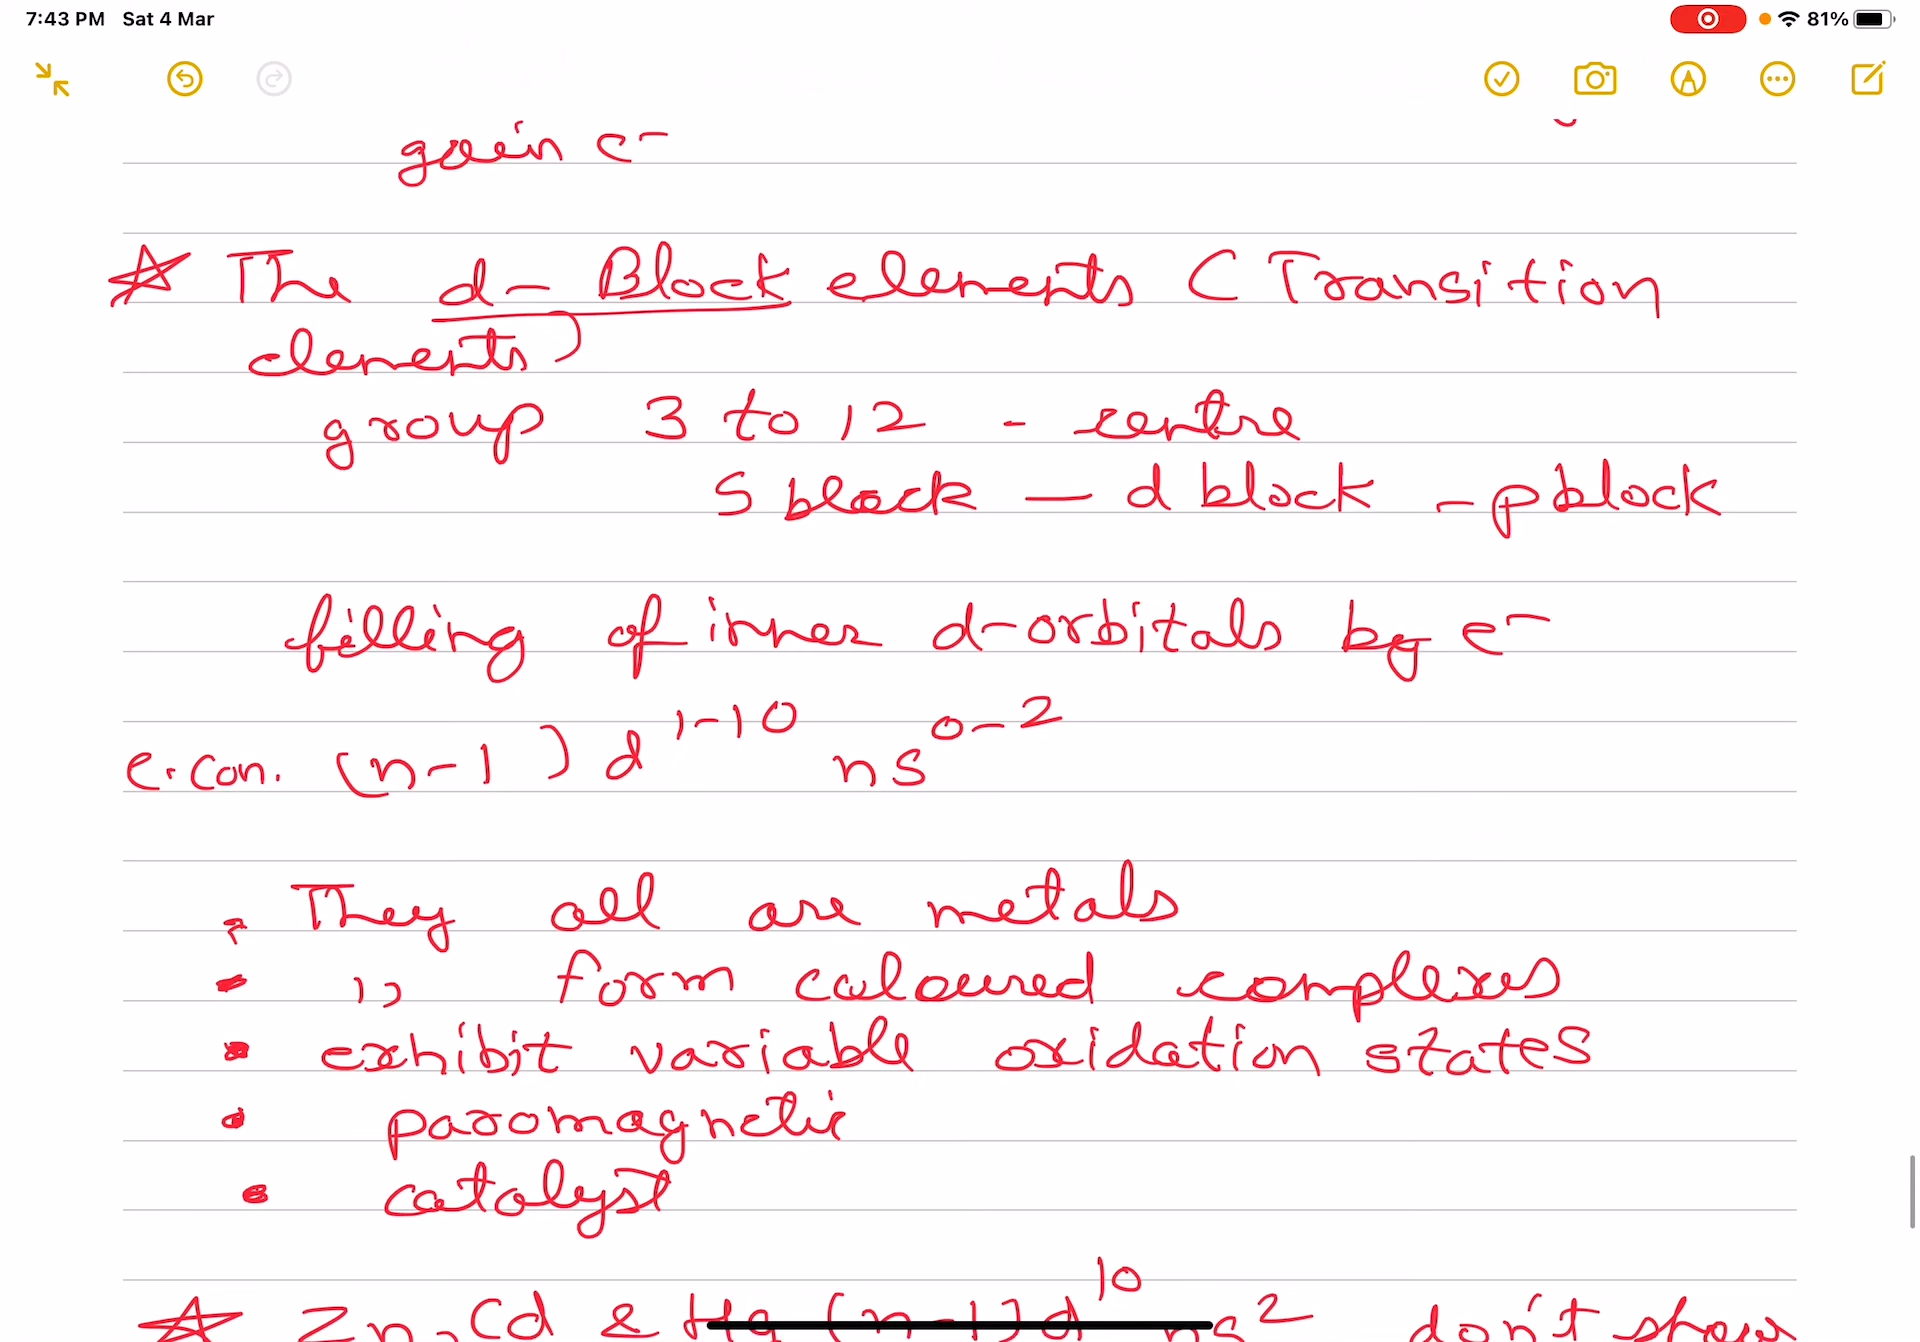 7:43 PM Sat 4 Mar 81%
gain e⁻
☆ The d- Block elements ( Transition
elements)
group 3 to 12 - centre
S block — d block - p block
filling of inner d-orbitals by e⁻
e.con. (n-1) d¹⁻¹⁰ ns⁰⁻²
• They all are metals
• ,, form coloured complexes
• exhibit variable oxidation states
• paramagnetic
• catalyst
☆ Zn, Cd & Hg (n-1) d¹⁰ ns² don't show